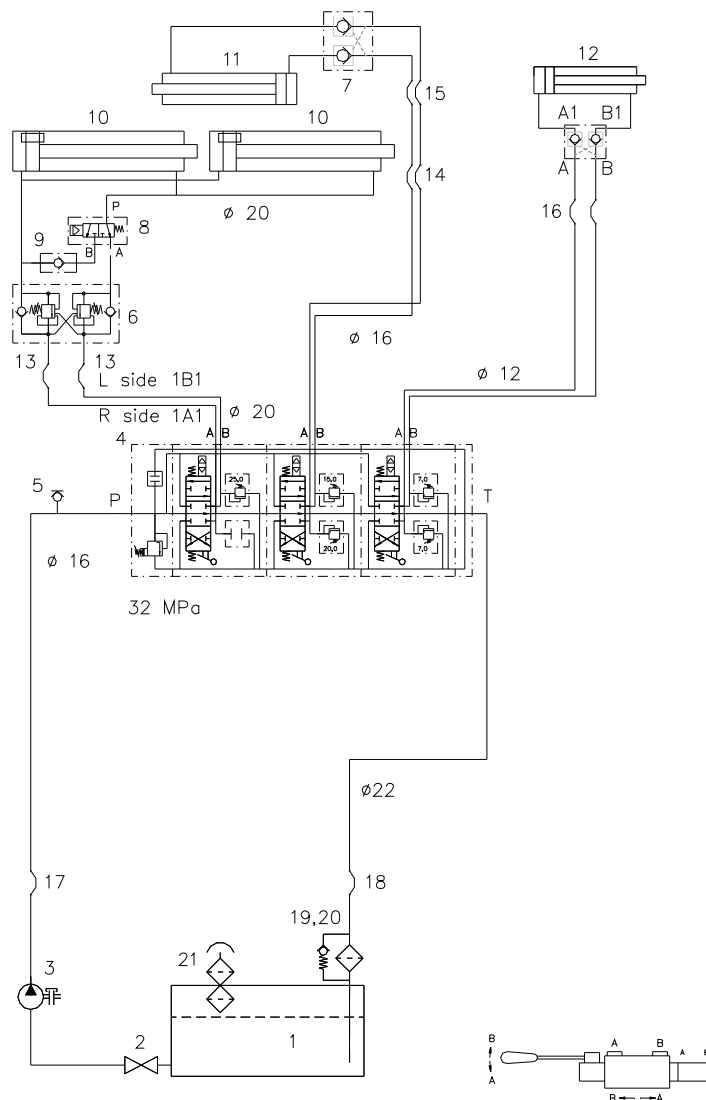 12
11
7
A1 B1
10
10
15
A B
14
P
Ø 20
8
16
9
B A
6
Ø 16
13
13
Ø 12
L side 1B1
R side 1A1
Ø 20
4
A B
A B
A B
5
P
25,0
15,0
7,0
T
20,0
7,0
Ø 16
32 MPa
Ø22
17
18
19,20
21
3
2
1
B
A
A
B
A
B
B
A